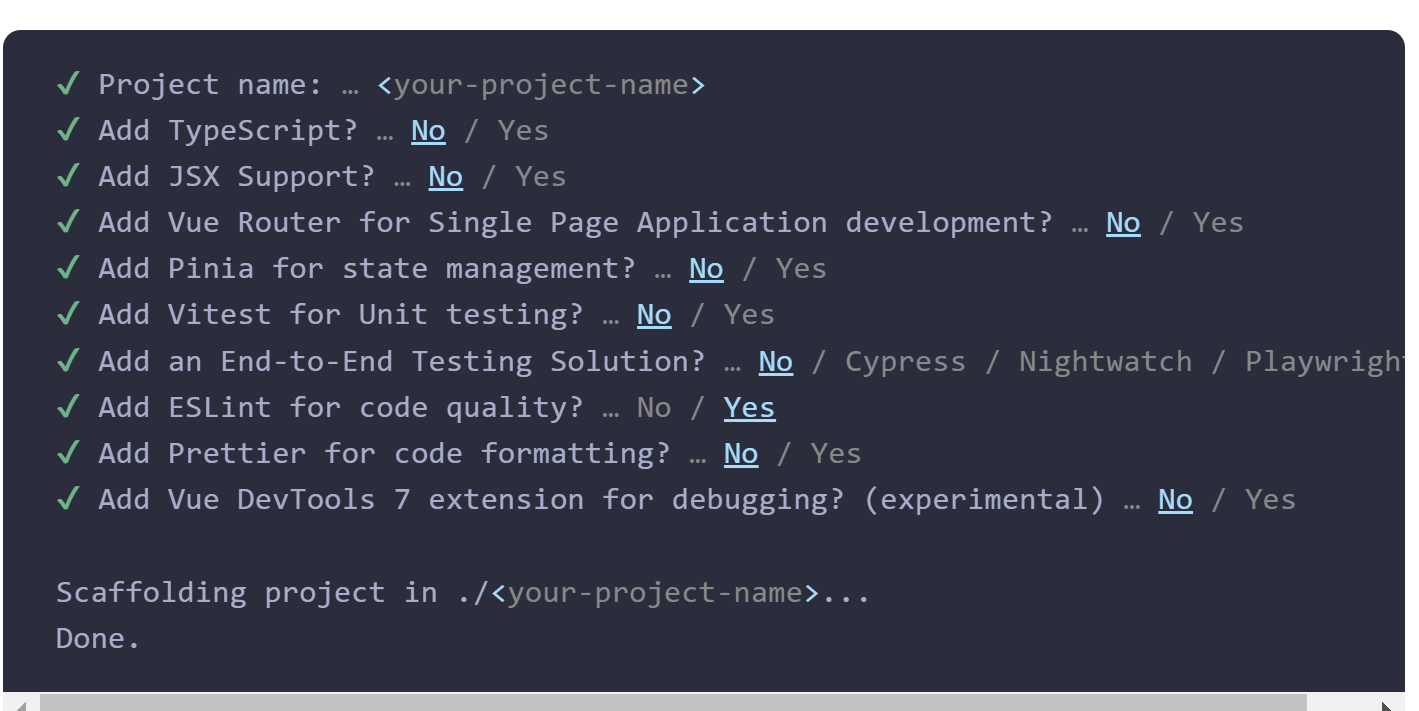 ✓ Project name: … <your-project-name>
✓ Add TypeScript? … No / Yes
✓ Add JSX Support? … No / Yes
✓ Add Vue Router for Single Page Application development? … No / Yes
✓ Add Pinia for state management? … No / Yes
✓ Add Vitest for Unit testing? … No / Yes
✓ Add an End-to-End Testing Solution? … No / Cypress / Nightwatch / Playwright
✓ Add ESLint for code quality? … No / Yes
✓ Add Prettier for code formatting? … No / Yes
✓ Add Vue DevTools 7 extension for debugging? (experimental) … No / Yes

Scaffolding project in ./<your-project-name>...
Done.